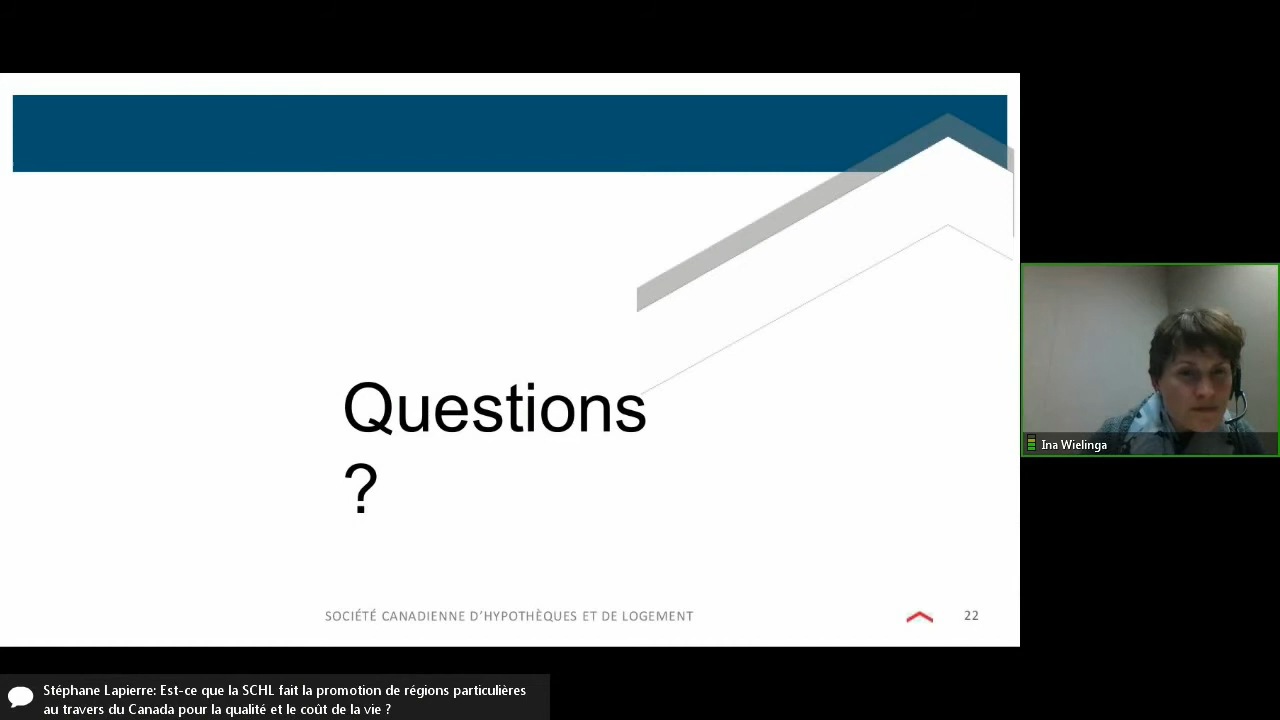 Questions
?
SOCIÉTÉ CANADIENNE D’HYPOTHÈQUES ET DE LOGEMENT
22
Ina Wielinga
Stéphane Lapierre: Est-ce que la SCHL fait la promotion de régions particulières
au travers du Canada pour la qualité et le coût de la vie ?